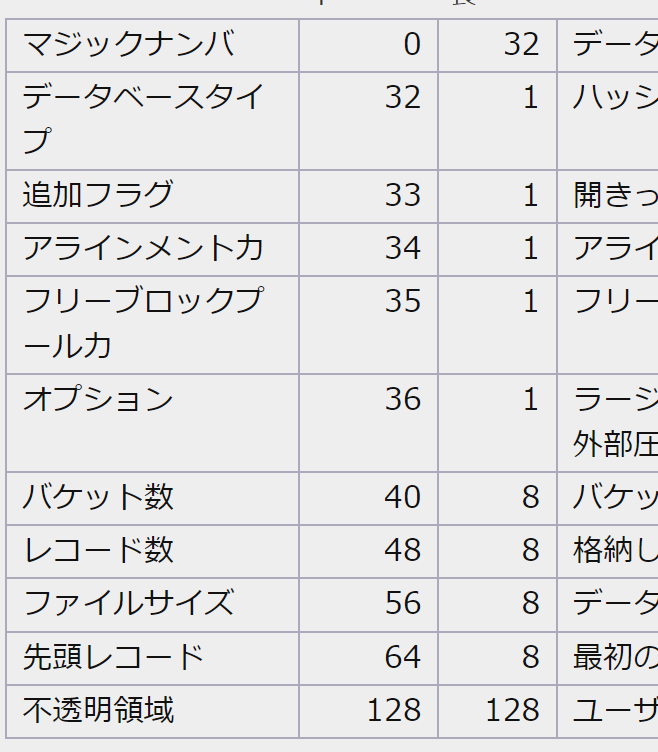 マジックナンバ 0 32 データ
データベースタイ 32 1 ハッシ
プ
追加フラグ 33 1 開きっ
アラインメント力 34 1 アライ
フリーブロックプ 35 1 フリー
ール力
オプション 36 1 ラージ
外部圧
バケット数 40 8 バケッ
レコード数 48 8 格納し
ファイルサイズ 56 8 データ
先頭レコード 64 8 最初の
不透明領域 128 128 ユーザ